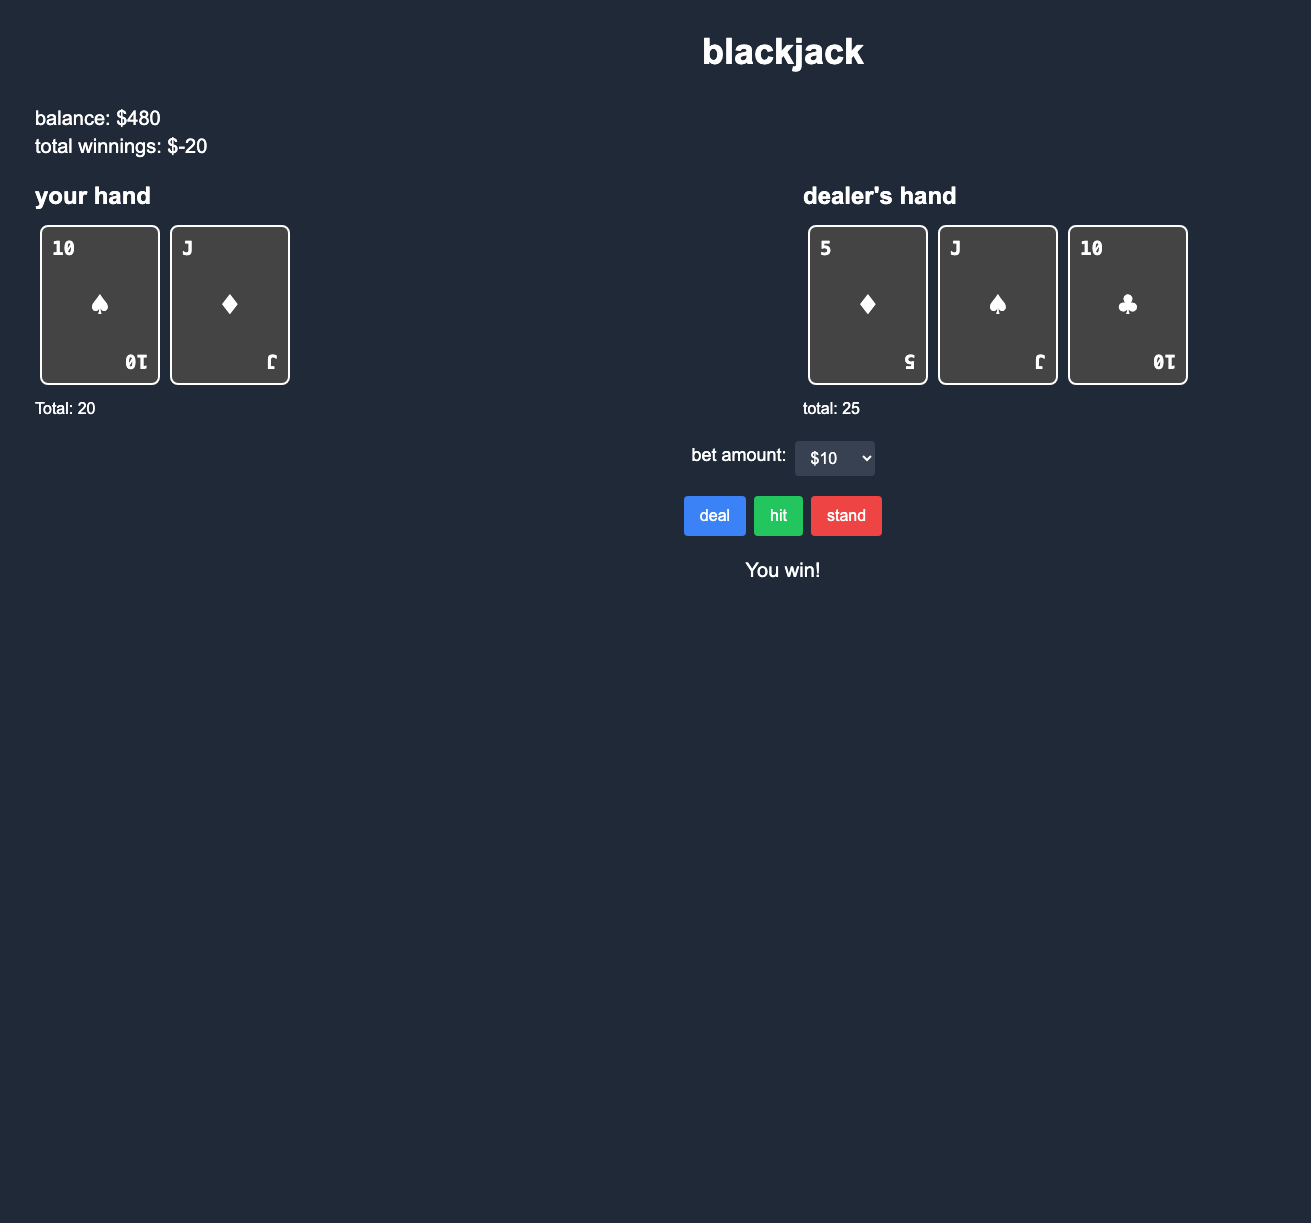 blackjack
balance: $480
total winnings: $-20
your hand
10
10
J
J
Total: 20
dealer's hand
5
5
J
J
10
10
total: 25
bet amount: $10
deal hit stand
You win!